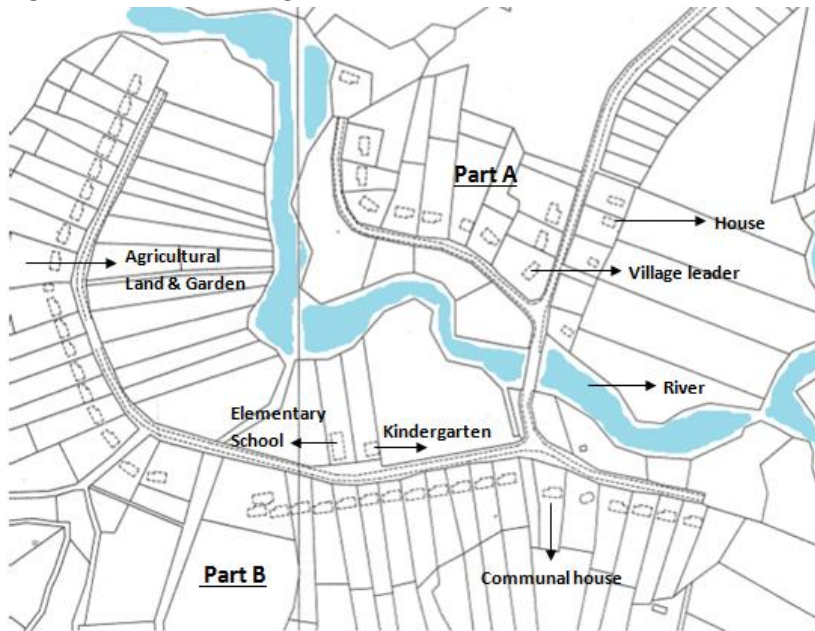 Part A
House
Agricultural
Land & Garden
Village leader
River
Elementary
School
Kindergarten
Part B
Communal house